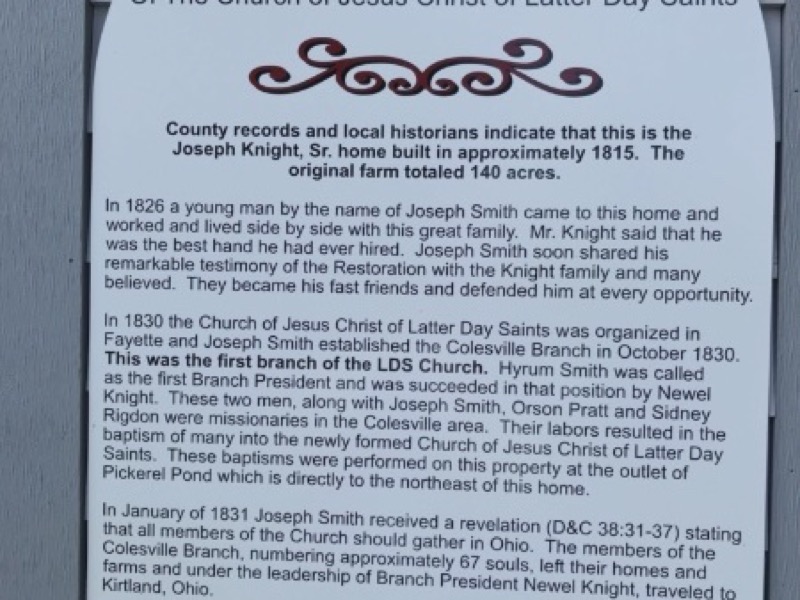 Of The Church of Jesus Christ of Latter Day Saints
County records and local historians indicate that this is the
Joseph Knight, Sr. home built in approximately 1815. The
original farm totaled 140 acres.
In 1826 a young man by the name of Joseph Smith came to this home and
worked and lived side by side with this great family. Mr. Knight said that he
was the best hand he had ever hired. Joseph Smith soon shared his
remarkable testimony of the Restoration with the Knight family and many
believed. They became his fast friends and defended him at every opportunity.
In 1830 the Church of Jesus Christ of Latter Day Saints was organized in
Fayette and Joseph Smith established the Colesville Branch in October 1830.
This was the first branch of the LDS Church. Hyrum Smith was called
as the first Branch President and was succeeded in that position by Newel
Knight. These two men, along with Joseph Smith, Orson Pratt and Sidney
Rigdon were missionaries in the Colesville area. Their labors resulted in the
baptism of many into the newly formed Church of Jesus Christ of Latter Day
Saints. These baptisms were performed on this property at the outlet of
Pickerel Pond which is directly to the northeast of this home.
In January of 1831 Joseph Smith received a revelation (D&C 38:31-37) stating
that all members of the Church should gather in Ohio. The members of the
Colesville Branch, numbering approximately 67 souls, left their homes and
farms and under the leadership of Branch President Newel Knight, traveled to
Kirtland, Ohio.